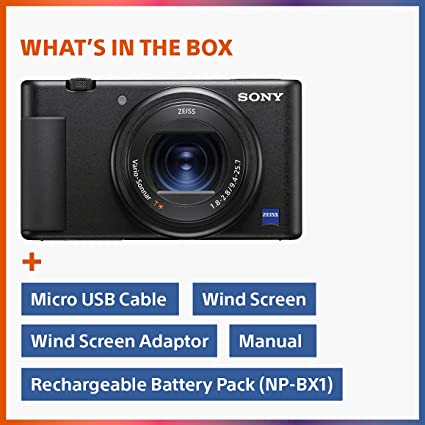 WHAT'S IN THE BOX
SONY
ZEISS
Vario-Sonnar T* 1.8-2.8/9.4-25.7
ZEISS
+
Micro USB Cable
Wind Screen
Wind Screen Adaptor
Manual
Rechargeable Battery Pack (NP-BX1)